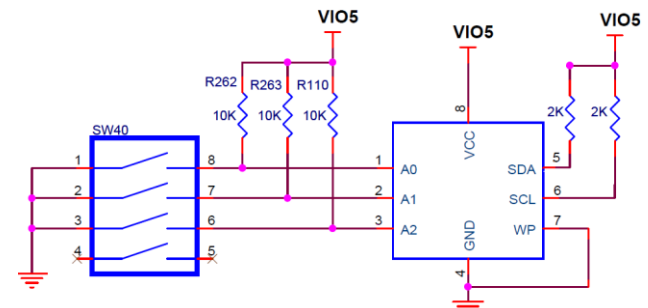 VIO5
VIO5
VIO5
R262 R263 R110
10K 10K 10K
2K 2K
SW40
1 8
2 7
3 6
4 5
8
VCC
1 A0
2 A1
3 A2
SDA 5
SCL 6
WP 7
GND
4